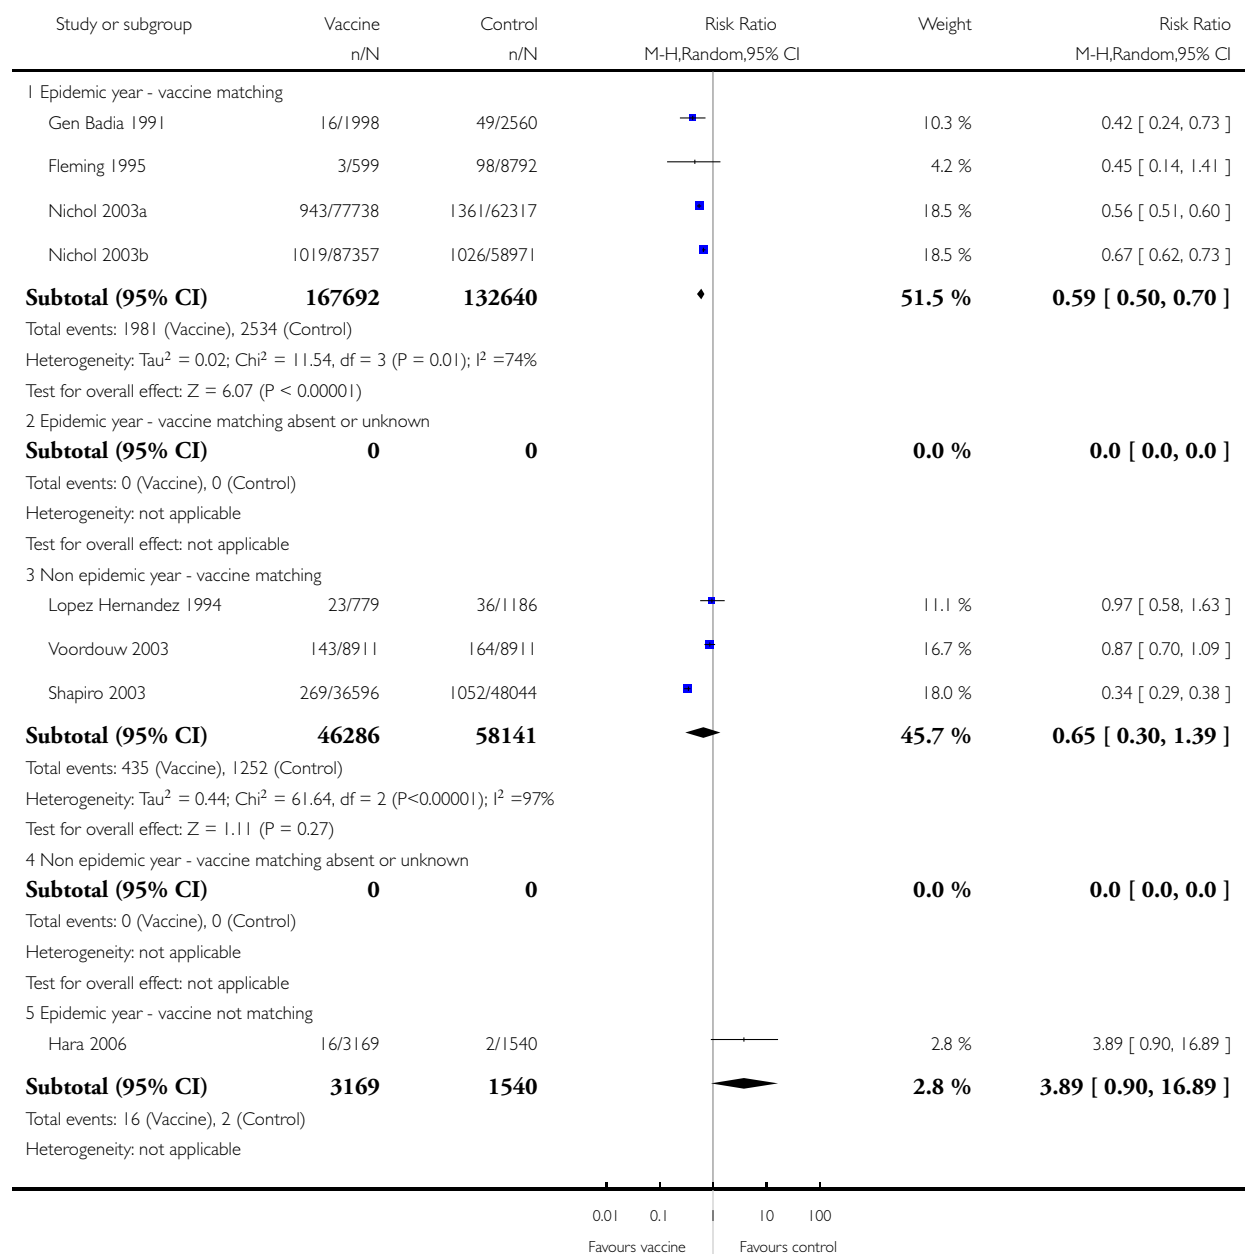 Study or subgroup Vaccine Control Risk Ratio Weight Risk Ratio
n/N n/N M-H,Random,95% CI M-H,Random,95% CI
1 Epidemic year - vaccine matching
Gen Badia 1991 16/1998 49/2560 10.3 % 0.42 [ 0.24, 0.73 ]
Fleming 1995 3/599 98/8792 4.2 % 0.45 [ 0.14, 1.41 ]
Nichol 2003a 943/77738 1361/62317 18.5 % 0.56 [ 0.51, 0.60 ]
Nichol 2003b 1019/87357 1026/58971 18.5 % 0.67 [ 0.62, 0.73 ]
Subtotal (95% CI) 167692 132640 51.5 % 0.59 [ 0.50, 0.70 ]
Total events: 1981 (Vaccine), 2534 (Control)
Heterogeneity: Tau² = 0.02; Chi² = 11.54, df = 3 (P = 0.01); I² =74%
Test for overall effect: Z = 6.07 (P < 0.00001)
2 Epidemic year - vaccine matching absent or unknown
Subtotal (95% CI) 0 0 0.0 % 0.0 [ 0.0, 0.0 ]
Total events: 0 (Vaccine), 0 (Control)
Heterogeneity: not applicable
Test for overall effect: not applicable
3 Non epidemic year - vaccine matching
Lopez Hernandez 1994 23/779 36/1186 11.1 % 0.97 [ 0.58, 1.63 ]
Voordouw 2003 143/8911 164/8911 16.7 % 0.87 [ 0.70, 1.09 ]
Shapiro 2003 269/36596 1052/48044 18.0 % 0.34 [ 0.29, 0.38 ]
Subtotal (95% CI) 46286 58141 45.7 % 0.65 [ 0.30, 1.39 ]
Total events: 435 (Vaccine), 1252 (Control)
Heterogeneity: Tau² = 0.44; Chi² = 61.64, df = 2 (P<0.00001); I² =97%
Test for overall effect: Z = 1.11 (P = 0.27)
4 Non epidemic year - vaccine matching absent or unknown
Subtotal (95% CI) 0 0 0.0 % 0.0 [ 0.0, 0.0 ]
Total events: 0 (Vaccine), 0 (Control)
Heterogeneity: not applicable
Test for overall effect: not applicable
5 Epidemic year - vaccine not matching
Hara 2006 16/3169 2/1540 2.8 % 3.89 [ 0.90, 16.89 ]
Subtotal (95% CI) 3169 1540 2.8 % 3.89 [ 0.90, 16.89 ]
Total events: 16 (Vaccine), 2 (Control)
Heterogeneity: not applicable
0.01 0.1 1 10 100
Favours vaccine Favours control